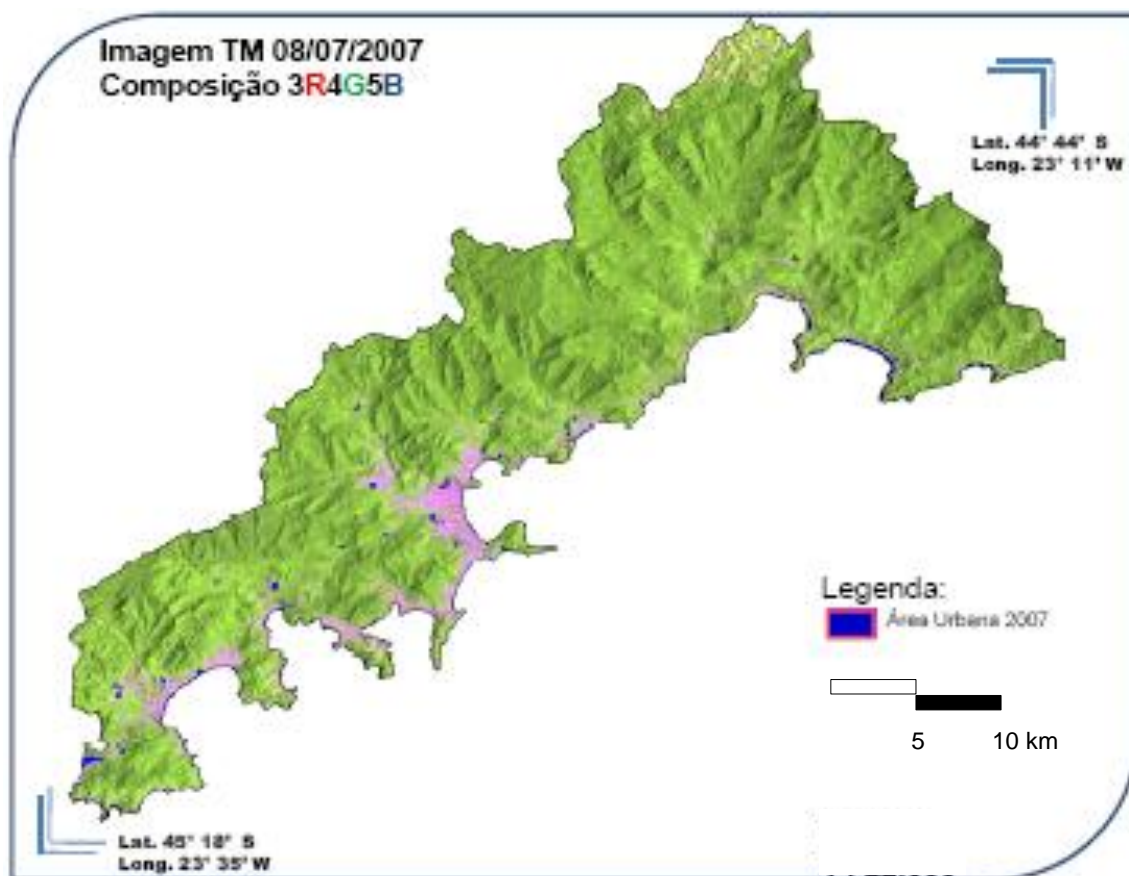 Imagem TM 08/07/2007
Composição 3R4G5B
Lat. 44° 44' S
Long. 23° 11' W
Legenda:
Área Urbana 2007
5 10 km
Lat. 45° 18' S
Long. 23° 35' W